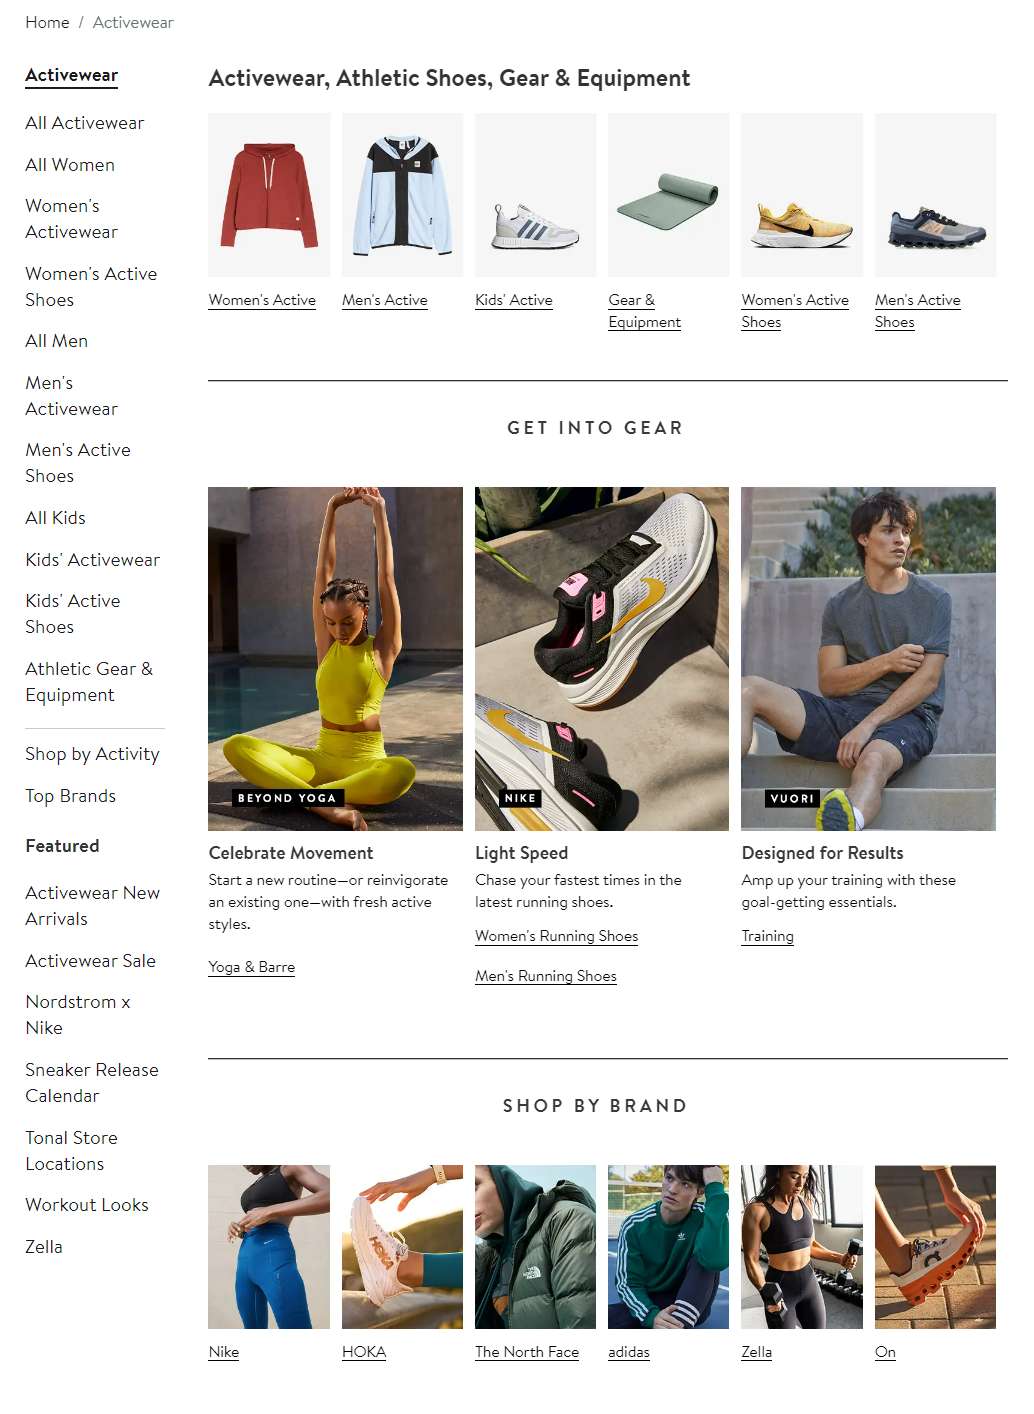 Home / Activewear
Activewear
All Activewear
All Women
Women's
Activewear
Women's Active
Shoes
All Men
Men's
Activewear
Men's Active
Shoes
All Kids
Kids' Activewear
Kids' Active
Shoes
Athletic Gear &
Equipment
Shop by Activity
Top Brands
Featured
Activewear New
Arrivals
Activewear Sale
Nordstrom x
Nike
Sneaker Release
Calendar
Tonal Store
Locations
Workout Looks
Zella
Activewear, Athletic Shoes, Gear & Equipment
Women's Active
Men's Active
Kids' Active
Gear &
Equipment
Women's Active
Shoes
Men's Active
Shoes
GET INTO GEAR
BEYOND YOGA
Celebrate Movement
Start a new routine—or reinvigorate
an existing one—with fresh active
styles.
Yoga & Barre
NIKE
Light Speed
Chase your fastest times in the
latest running shoes.
Women's Running Shoes
Men's Running Shoes
VUORI
Designed for Results
Amp up your training with these
goal-getting essentials.
Training
SHOP BY BRAND
HOKA
THE
NORTH
FACE
Nike
HOKA
The North Face
adidas
Zella
On